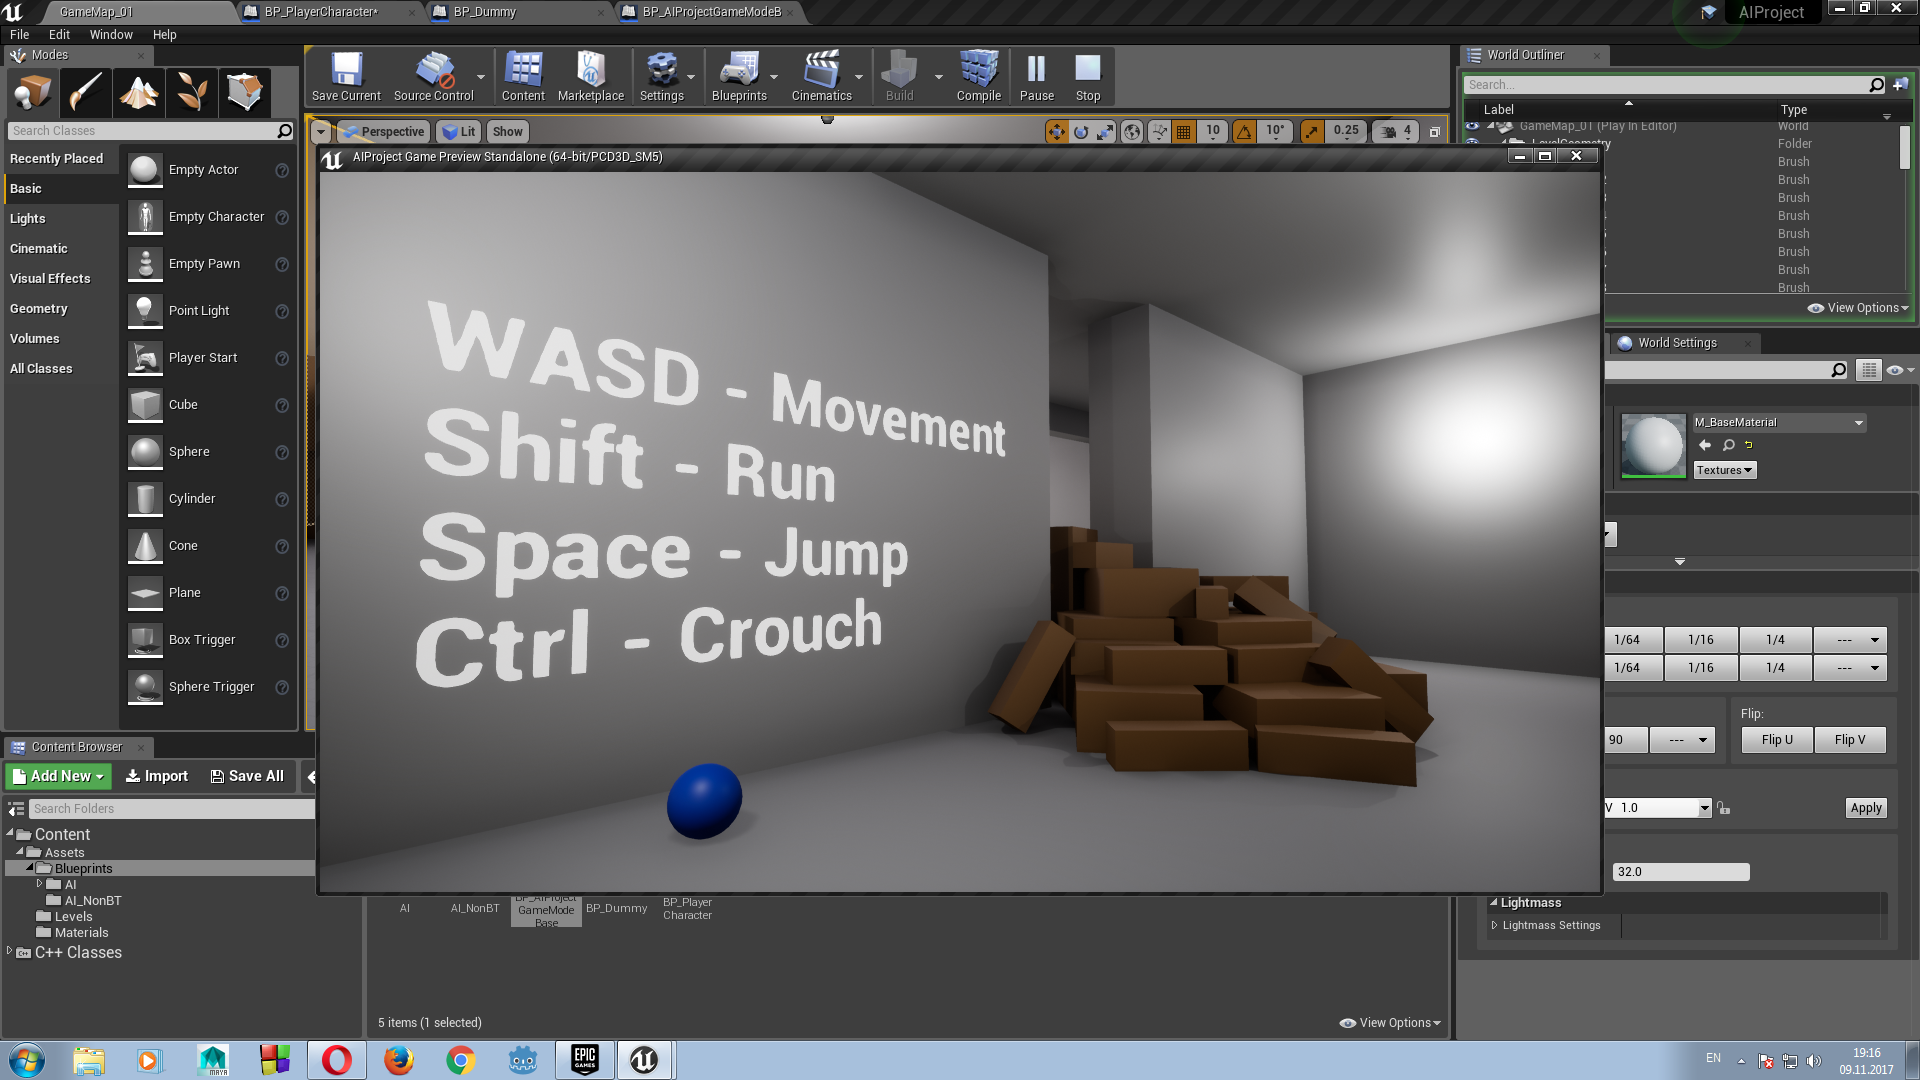 GameMap_01
BP_PlayerCharacter*
BP_Dummy
BP_AIProjectGameModeB
AIProject
File
Edit
Window
Help
Modes
Save Current
Source Control
Content
Marketplace
Settings
Blueprints
Cinematics
Build
Compile
Pause
Stop
World Outliner
Search...
Label
Type
GameMap_01 (Play In Editor)
World
LevelGeometry
Folder
Brush
Brush
Brush
Brush
Brush
Brush
Brush
Brush
View Options
Search Classes
Perspective
Lit
Show
10
10°
0.25
4
Recently Placed
Basic
Lights
Cinematic
Visual Effects
Geometry
Volumes
All Classes
Empty Actor
Empty Character
Empty Pawn
Point Light
Player Start
Cube
Sphere
Cylinder
Cone
Plane
Box Trigger
Sphere Trigger
AIProject Game Preview Standalone (64-bit/PCD3D_SM5)
WASD - Movement
Shift - Run
Space - Jump
Ctrl - Crouch
World Settings
M_BaseMaterial
Textures
1/64
1/16
1/4
---
1/64
1/16
1/4
---
Flip:
90
---
Flip U
Flip V
V 1.0
Apply
32.0
Lightmass
Lightmass Settings
Content Browser
Add New
Import
Save All
Search Folders
Content
Assets
Blueprints
AI
AI_NonBT
Levels
Materials
C++ Classes
AI
AI_NonBT
BP_AIProject
GameMode
Base
BP_Dummy
BP_Player
Character
5 items (1 selected)
View Options
MAYA
EPIC
GAMES
EN
19:16
09.11.2017